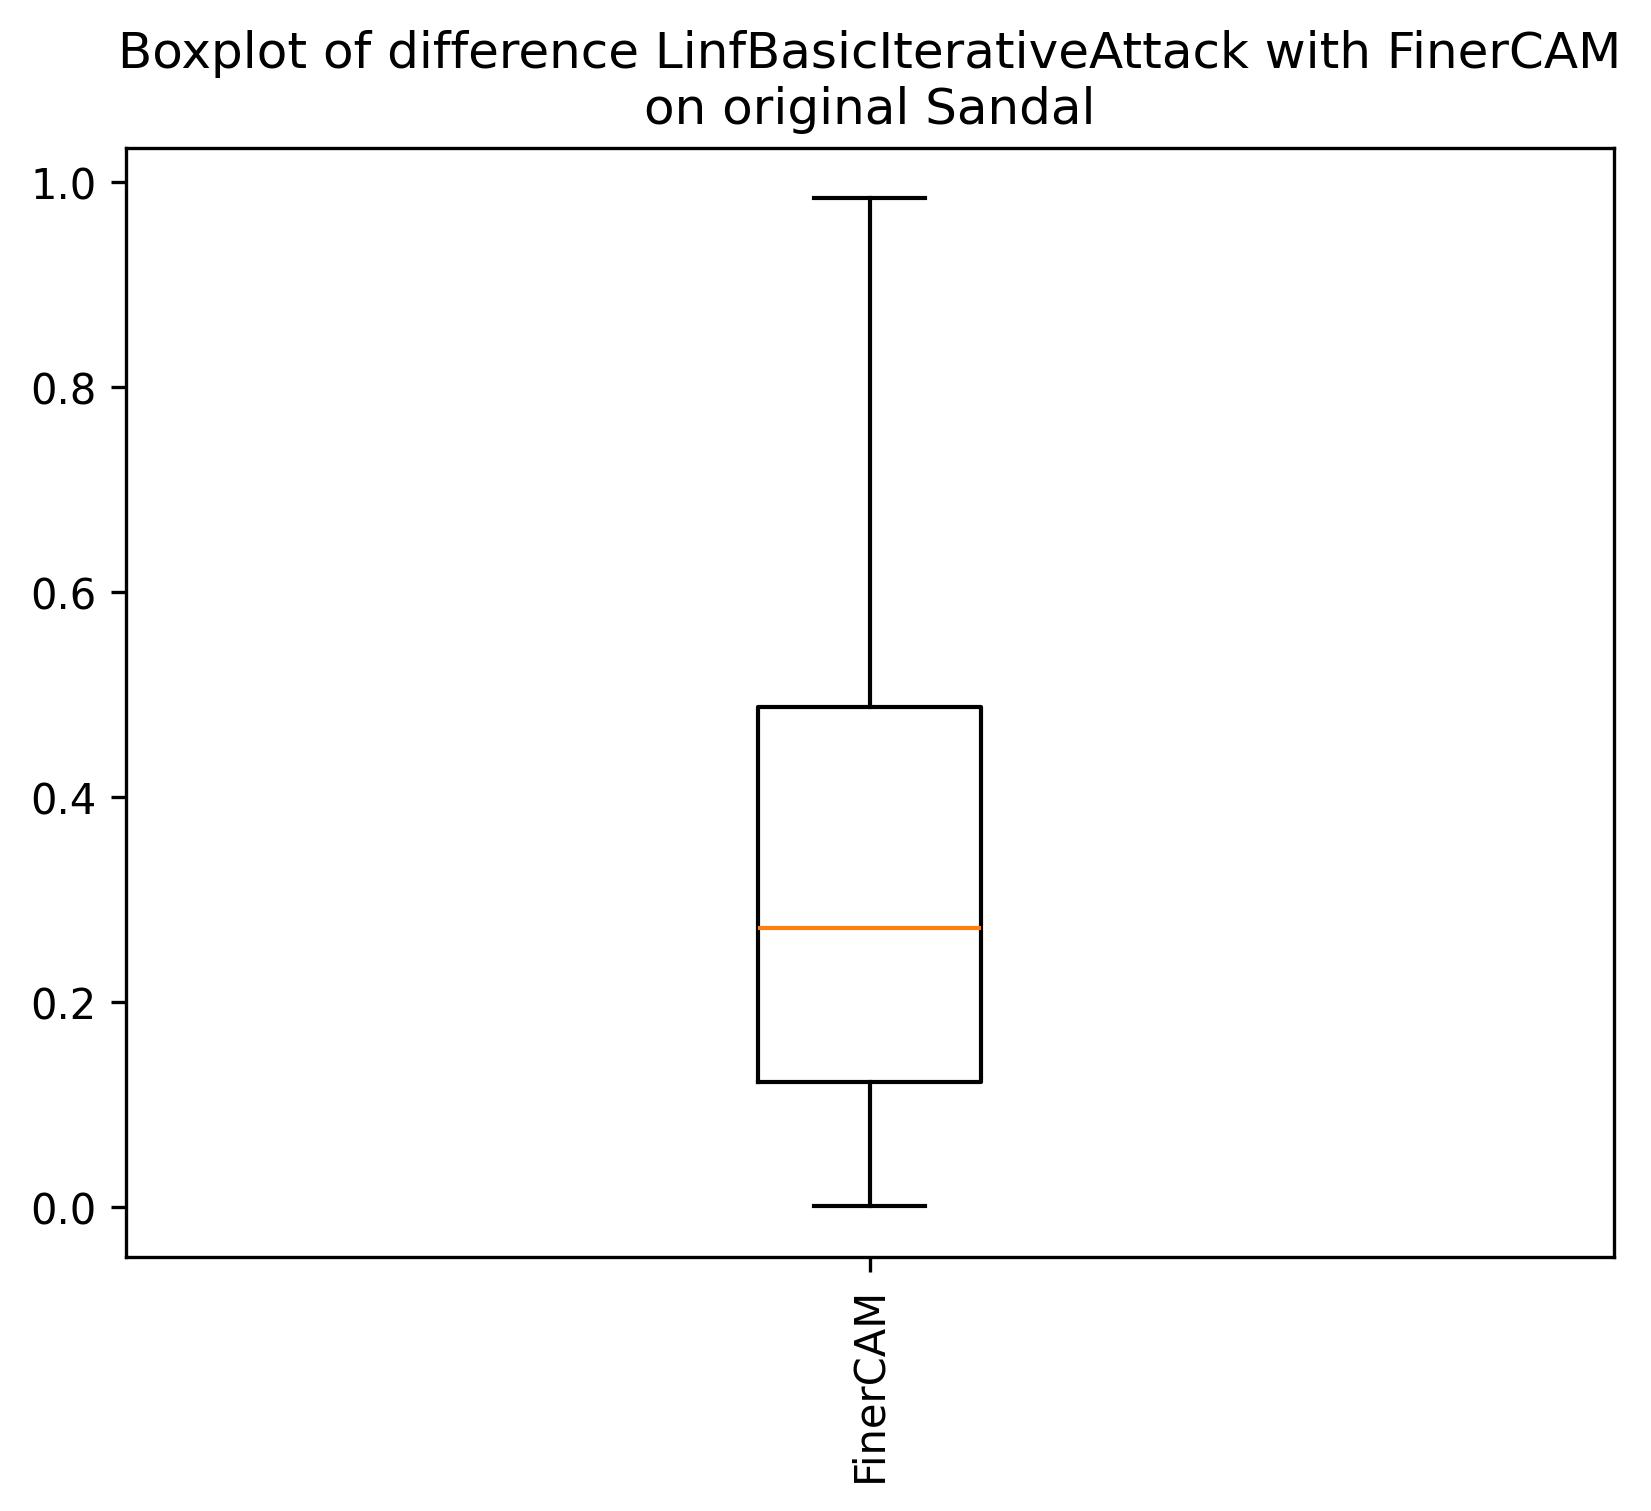 Boxplot of difference LinfBasicIterativeAttack with FinerCAM
on original Sandal
1.0
0.8
0.6
0.4
0.2
0.0
FinerCAM